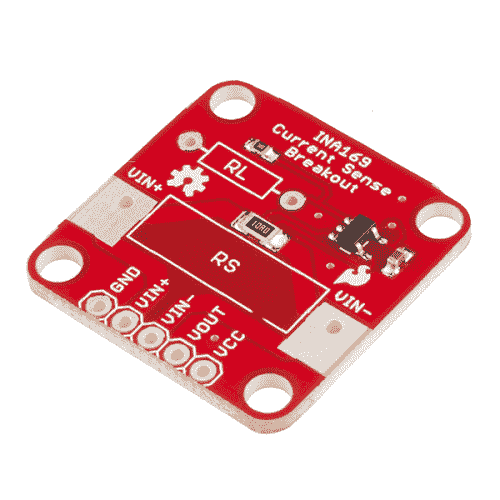 INA169
Current Sense
Breakout
RL
VIN+
RS
VIN-
GND
VIN+
VIN-
VOUT
VCC